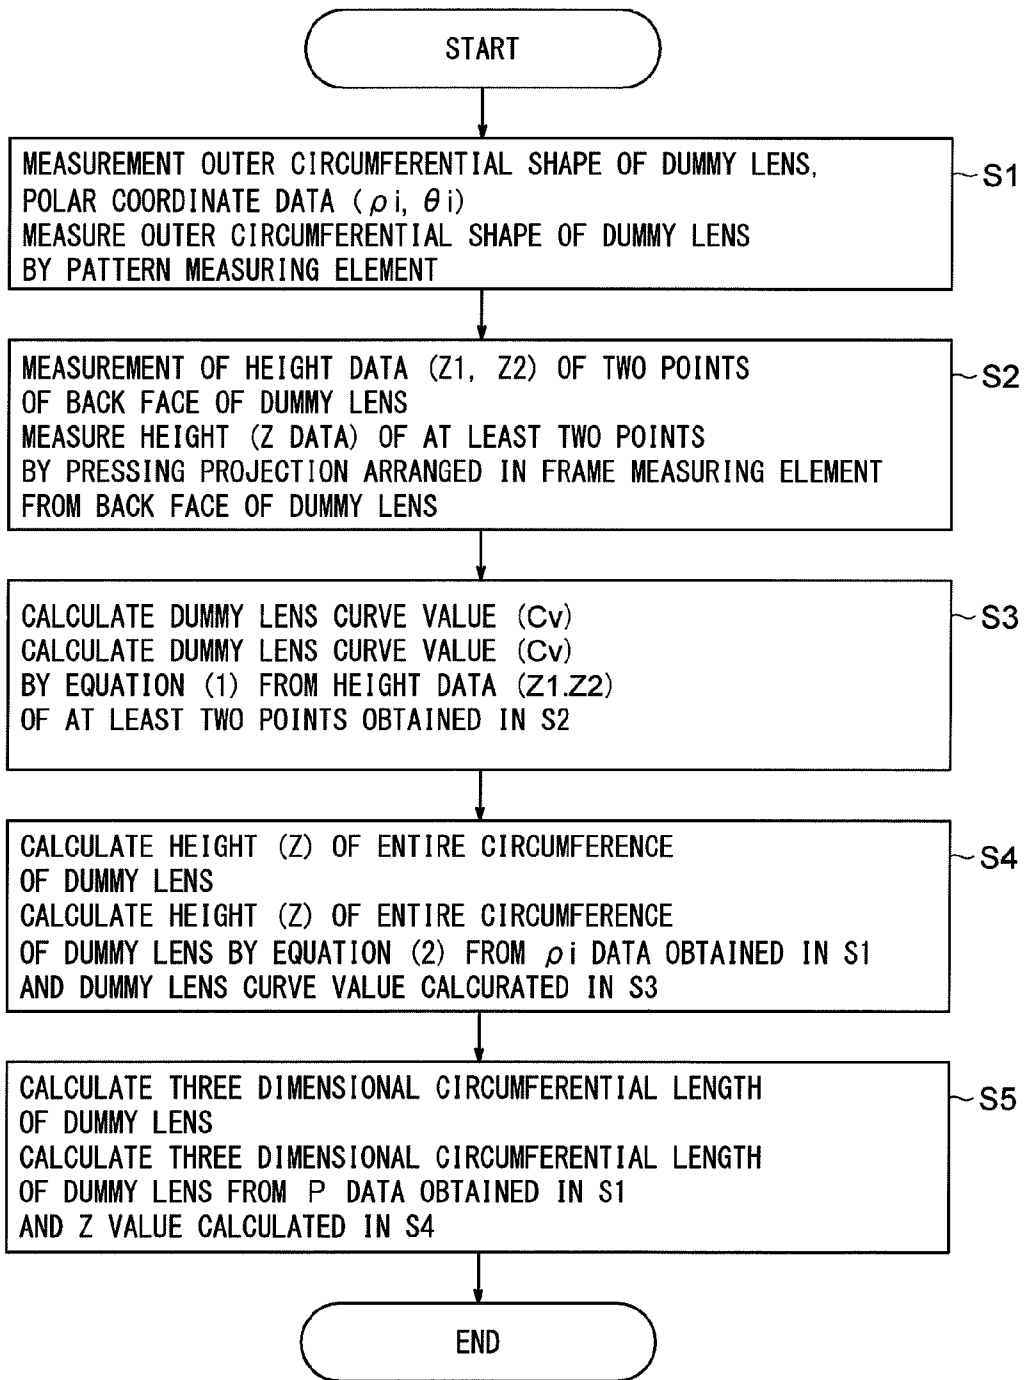 START
MEASUREMENT OUTER CIRCUMFERENTIAL SHAPE OF DUMMY LENS,
POLAR COORDINATE DATA (ρi, θi)
MEASURE OUTER CIRCUMFERENTIAL SHAPE OF DUMMY LENS
BY PATTERN MEASURING ELEMENT
S1
MEASUREMENT OF HEIGHT DATA (Z1, Z2) OF TWO POINTS
OF BACK FACE OF DUMMY LENS
MEASURE HEIGHT (Z DATA) OF AT LEAST TWO POINTS
BY PRESSING PROJECTION ARRANGED IN FRAME MEASURING ELEMENT
FROM BACK FACE OF DUMMY LENS
S2
CALCULATE DUMMY LENS CURVE VALUE (Cv)
CALCULATE DUMMY LENS CURVE VALUE (Cv)
BY EQUATION (1) FROM HEIGHT DATA (Z1.Z2)
OF AT LEAST TWO POINTS OBTAINED IN S2
S3
CALCULATE HEIGHT (Z) OF ENTIRE CIRCUMFERENCE
OF DUMMY LENS
CALCULATE HEIGHT (Z) OF ENTIRE CIRCUMFERENCE
OF DUMMY LENS BY EQUATION (2) FROM ρi DATA OBTAINED IN S1
AND DUMMY LENS CURVE VALUE CALCURATED IN S3
S4
CALCULATE THREE DIMENSIONAL CIRCUMFERENTIAL LENGTH
OF DUMMY LENS
CALCULATE THREE DIMENSIONAL CIRCUMFERENTIAL LENGTH
OF DUMMY LENS FROM P DATA OBTAINED IN S1
AND Z VALUE CALCULATED IN S4
S5
END